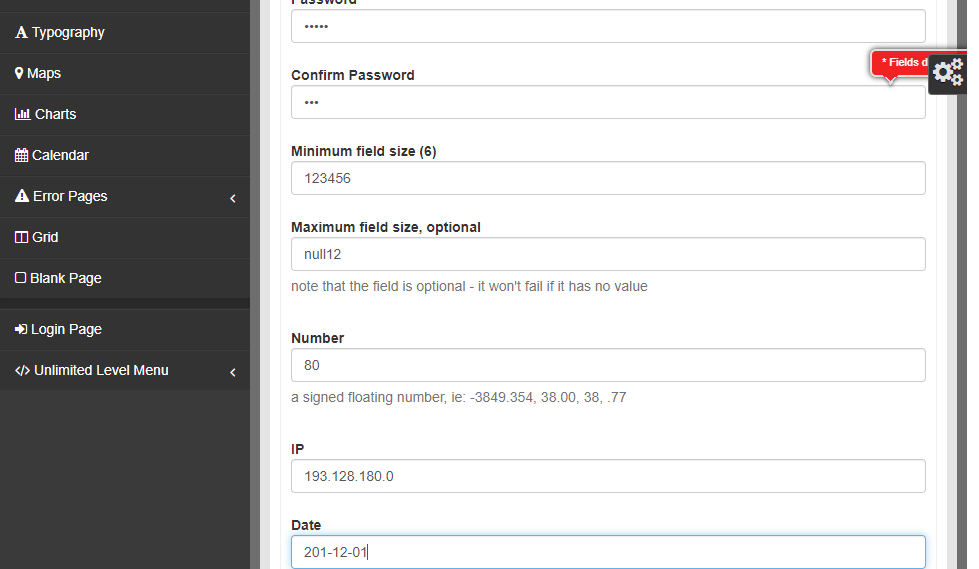 Typography
Maps
Charts
Calendar
Error Pages
Grid
Blank Page
Login Page
Unlimited Level Menu
Password
•••••
Confirm Password
* Fields d
•••
Minimum field size (6)
123456
Maximum field size, optional
null12
note that the field is optional - it won't fail if it has no value
Number
80
a signed floating number, ie: -3849.354, 38.00, 38, .77
IP
193.128.180.0
Date
201-12-01